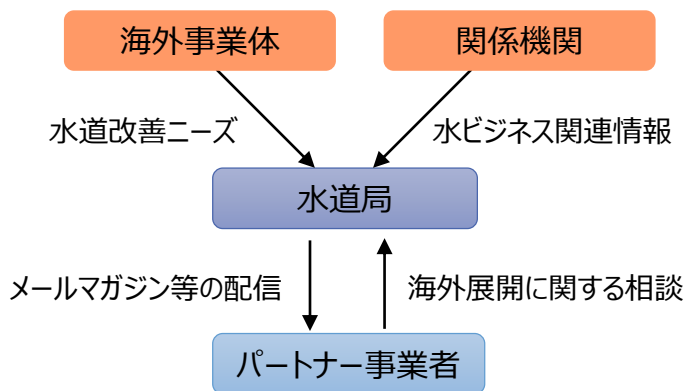 海外事業体
関係機関
水道改善ニーズ
水ビジネス関連情報
水道局
メールマガジン等の配信
海外展開に関する相談
パートナー事業者